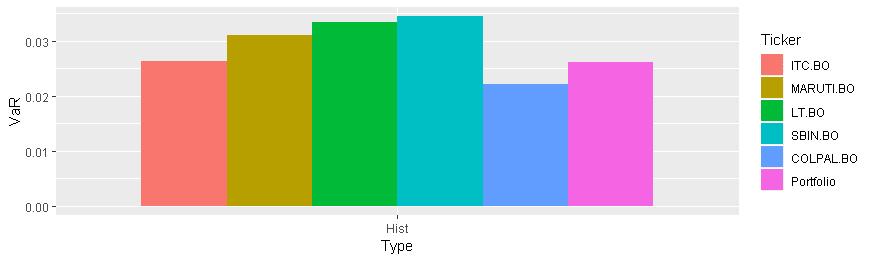 VaR
0.03
0.02
0.01
0.00
Hist
Type
Ticker
ITC.BO
MARUTI.BO
LT.BO
SBIN.BO
COLPAL.BO
Portfolio